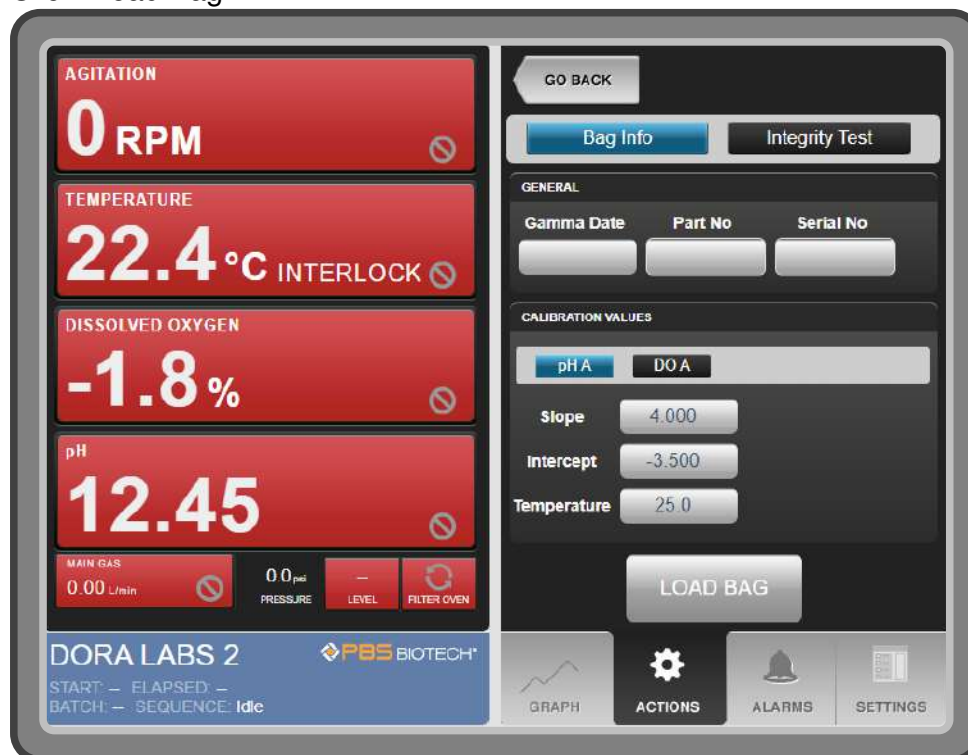 AGITATION
0 RPM
TEMPERATURE
22.4 °C INTERLOCK
DISSOLVED OXYGEN
-1.8 %
pH
12.45
MAIN GAS
0.00 L/min
0.0 psi
PRESSURE
--
LEVEL
FILTER OVEN
DORA LABS 2
PBS BIOTECH
START: -- ELAPSED: --
BATCH: -- SEQUENCE: Idle
GO BACK
Bag Info Integrity Test
GENERAL
Gamma Date Part No Serial No
CALIBRATION VALUES
pH A DO A
Slope 4.000
Intercept -3.500
Temperature 25.0
LOAD BAG
GRAPH ACTIONS ALARMS SETTINGS